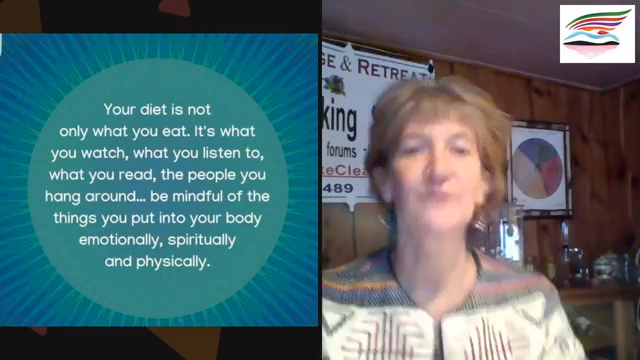 Your diet is not
only what you eat. It's what
you watch, what you listen to,
what you read, the people you
hang around... be mindful of the
things you put into your body
emotionally, spiritually
and physically.
GE & RETREAT
king
forums
keClea
489